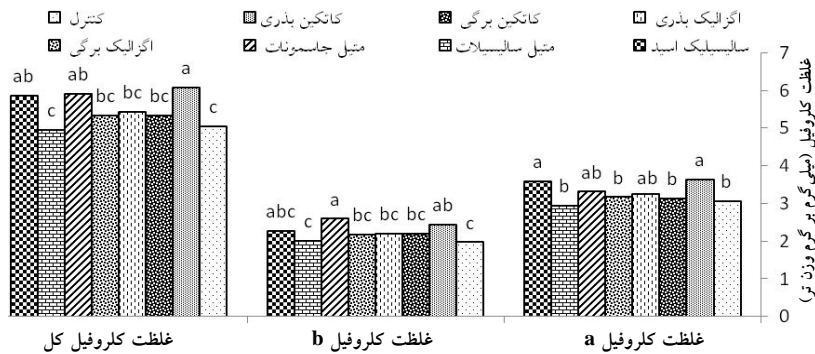 کنترل کاتکین بذری کاتکین برگی اگزالیک بذری
اگزالیک برگی متیل جاسمونات متیل سالیسیلات سالیسیلیک اسید
غلظت کلروفیل (میلی گرم بر گرم وزن تر)
7
6
5
4
3
2
1
0
ab c ab bc bc bc a c
abc c a bc bc bc ab c
a b ab b ab b a b
غلظت کلروفیل a غلظت کلروفیل b غلظت کلروفیل کل